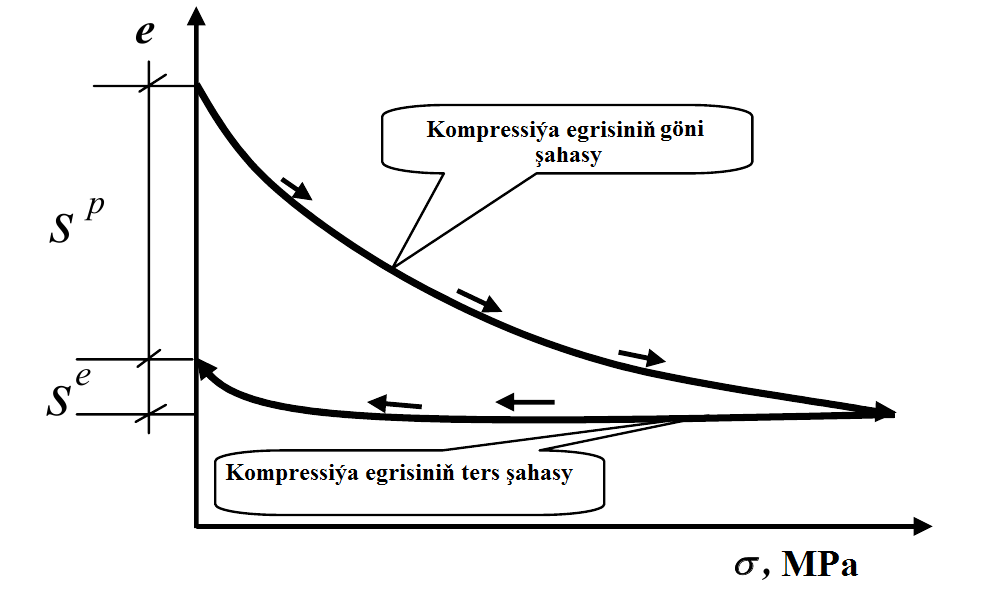 e
Kompressiýa egrisiniň göni
şahasy
S p
S e
Kompressiýa egrisiniň ters şahasy
σ, MPa